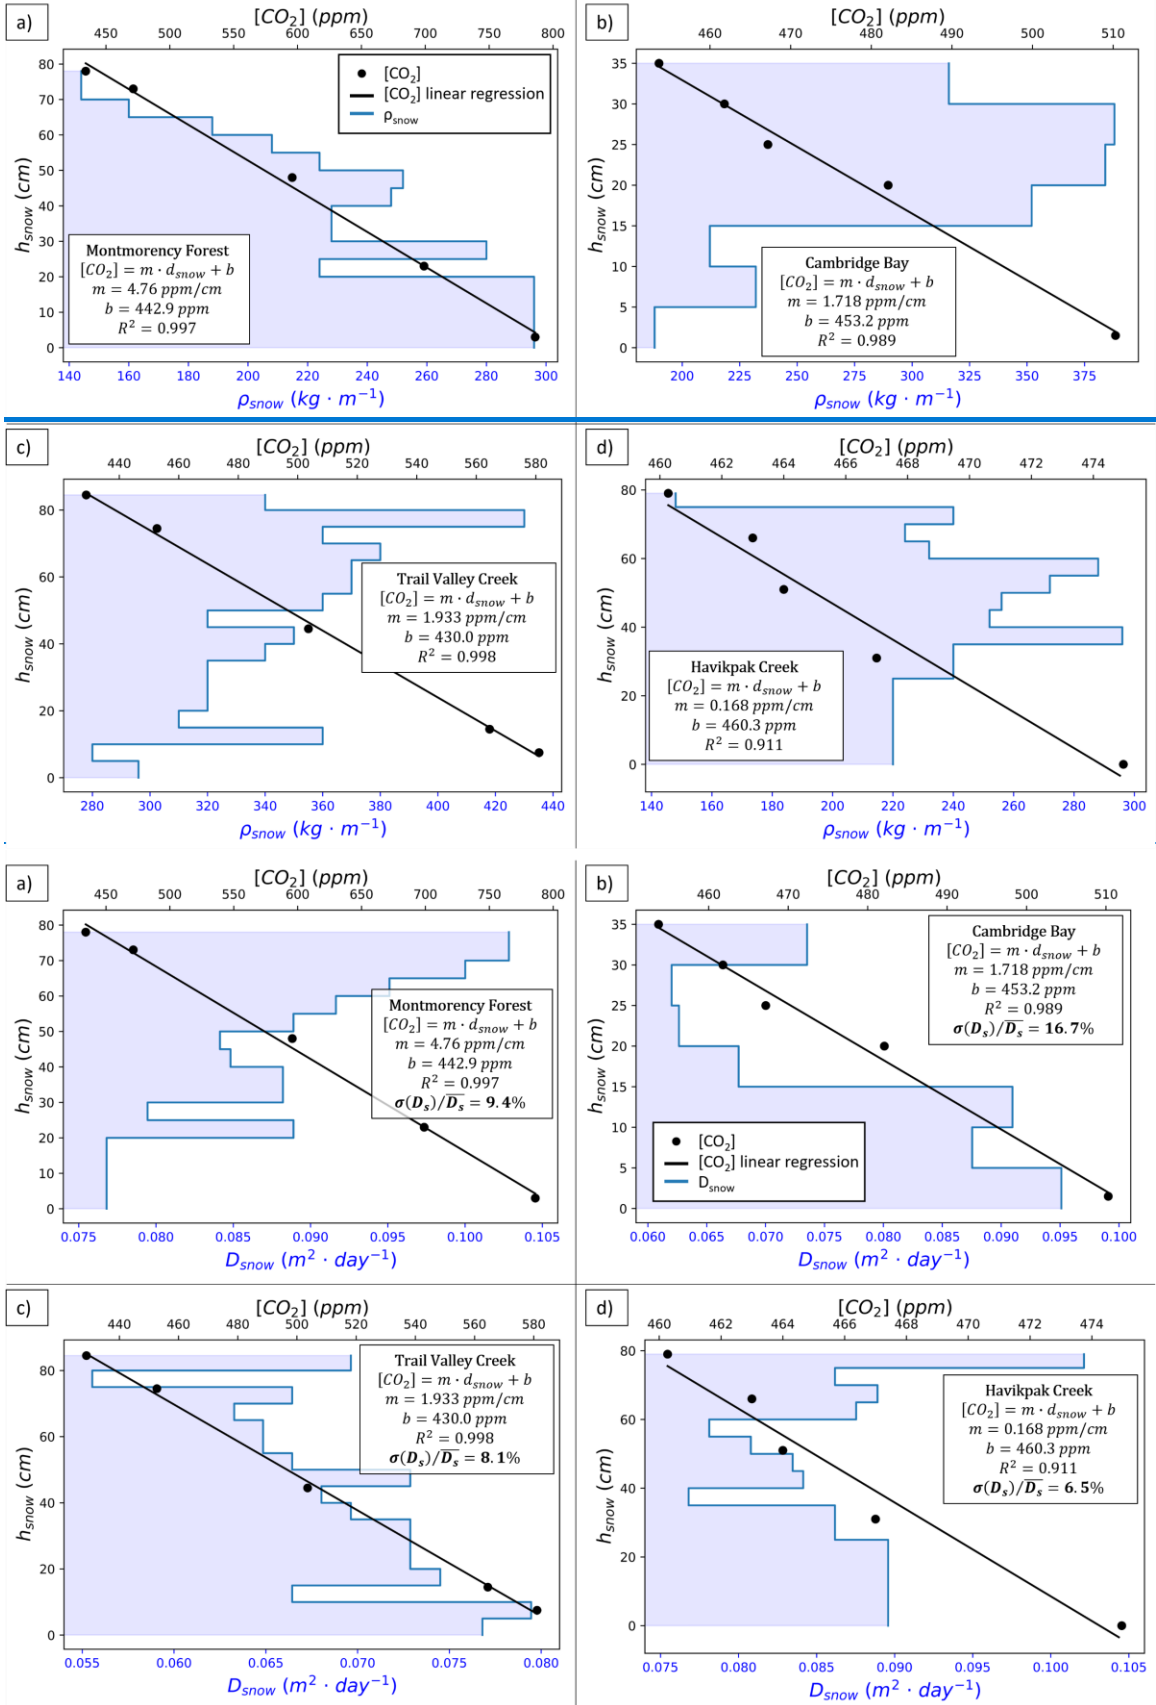 a)
[CO2] (ppm)
450 500 550 600 650 700 750 800
80
70
60
50
40
30
20
10
0
hsnow (cm)
[CO2]
[CO2] linear regression
ρsnow
Montmorency Forest
[CO2] = m · dsnow + b
m = 4.76 ppm/cm
b = 442.9 ppm
R² = 0.997
140 160 180 200 220 240 260 280 300
ρsnow (kg · m⁻¹)
b)
[CO2] (ppm)
460 470 480 490 500 510
35
30
25
20
15
10
5
0
hsnow (cm)
Cambridge Bay
[CO2] = m · dsnow + b
m = 1.718 ppm/cm
b = 453.2 ppm
R² = 0.989
200 225 250 275 300 325 350 375
ρsnow (kg · m⁻¹)
c)
[CO2] (ppm)
440 460 480 500 520 540 560 580
80
60
40
20
0
hsnow (cm)
Trail Valley Creek
[CO2] = m · dsnow + b
m = 1.933 ppm/cm
b = 430.0 ppm
R² = 0.998
280 300 320 340 360 380 400 420 440
ρsnow (kg · m⁻¹)
d)
[CO2] (ppm)
460 462 464 466 468 470 472 474
80
60
40
20
0
hsnow (cm)
Havikpak Creek
[CO2] = m · dsnow + b
m = 0.168 ppm/cm
b = 460.3 ppm
R² = 0.911
140 160 180 200 220 240 260 280 300
ρsnow (kg · m⁻¹)
a)
[CO2] (ppm)
450 500 550 600 650 700 750 800
80
70
60
50
40
30
20
10
0
hsnow (cm)
Montmorency Forest
[CO2] = m · dsnow + b
m = 4.76 ppm/cm
b = 442.9 ppm
R² = 0.997
σ(Ds)/D̅s = 9.4%
0.075 0.080 0.085 0.090 0.095 0.100 0.105
Dsnow (m² · day⁻¹)
b)
[CO2] (ppm)
460 470 480 490 500 510
35
30
25
20
15
10
5
0
hsnow (cm)
Cambridge Bay
[CO2] = m · dsnow + b
m = 1.718 ppm/cm
b = 453.2 ppm
R² = 0.989
σ(Ds)/D̅s = 16.7%
[CO2]
[CO2] linear regression
Dsnow
0.060 0.065 0.070 0.075 0.080 0.085 0.090 0.095 0.100
Dsnow (m² · day⁻¹)
c)
[CO2] (ppm)
440 460 480 500 520 540 560 580
80
60
40
20
0
hsnow (cm)
Trail Valley Creek
[CO2] = m · dsnow + b
m = 1.933 ppm/cm
b = 430.0 ppm
R² = 0.998
σ(Ds)/D̅s = 8.1%
0.055 0.060 0.065 0.070 0.075 0.080
Dsnow (m² · day⁻¹)
d)
[CO2] (ppm)
460 462 464 466 468 470 472 474
80
60
40
20
0
hsnow (cm)
Havikpak Creek
[CO2] = m · dsnow + b
m = 0.168 ppm/cm
b = 460.3 ppm
R² = 0.911
σ(Ds)/D̅s = 6.5%
0.075 0.080 0.085 0.090 0.095 0.100 0.105
Dsnow (m² · day⁻¹)